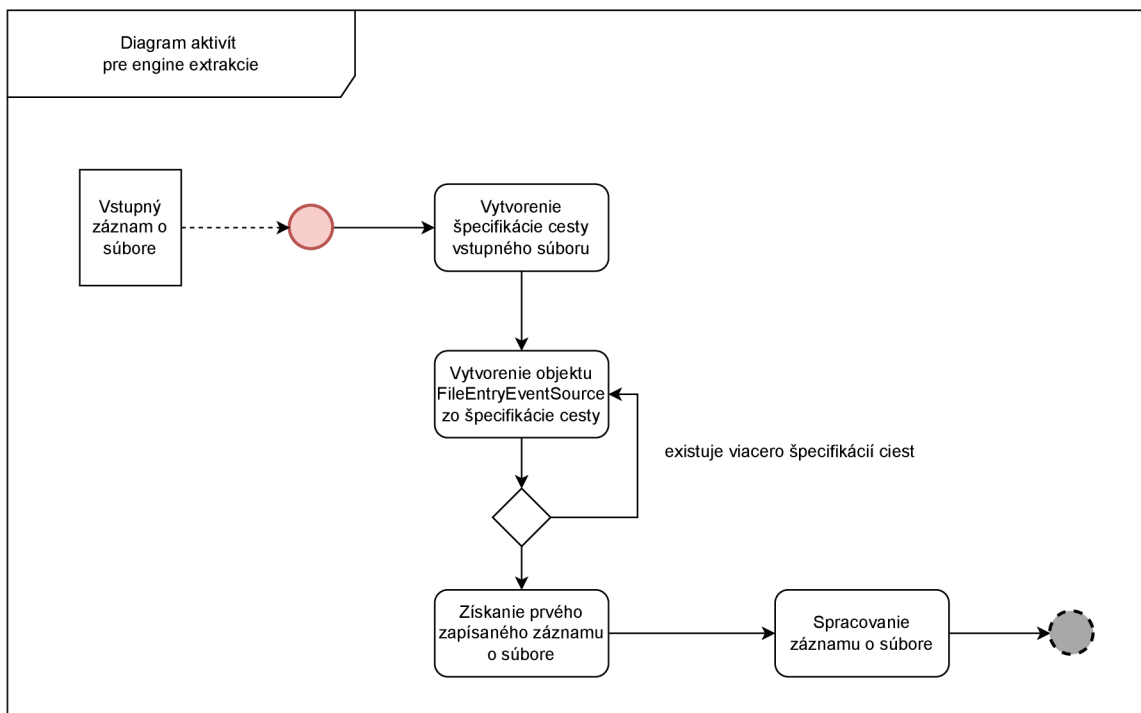 Diagram aktivít
pre engine extrakcie
Vstupný
záznam o
súbore
Vytvorenie
špecifikácie cesty
vstupného súboru
Vytvorenie objektu
FileEntryEventSource
zo špecifikácie cesty
existuje viacero špecifikácií ciest
Získanie prvého
zapísaného záznamu
o súbore
Spracovanie
záznamu o súbore